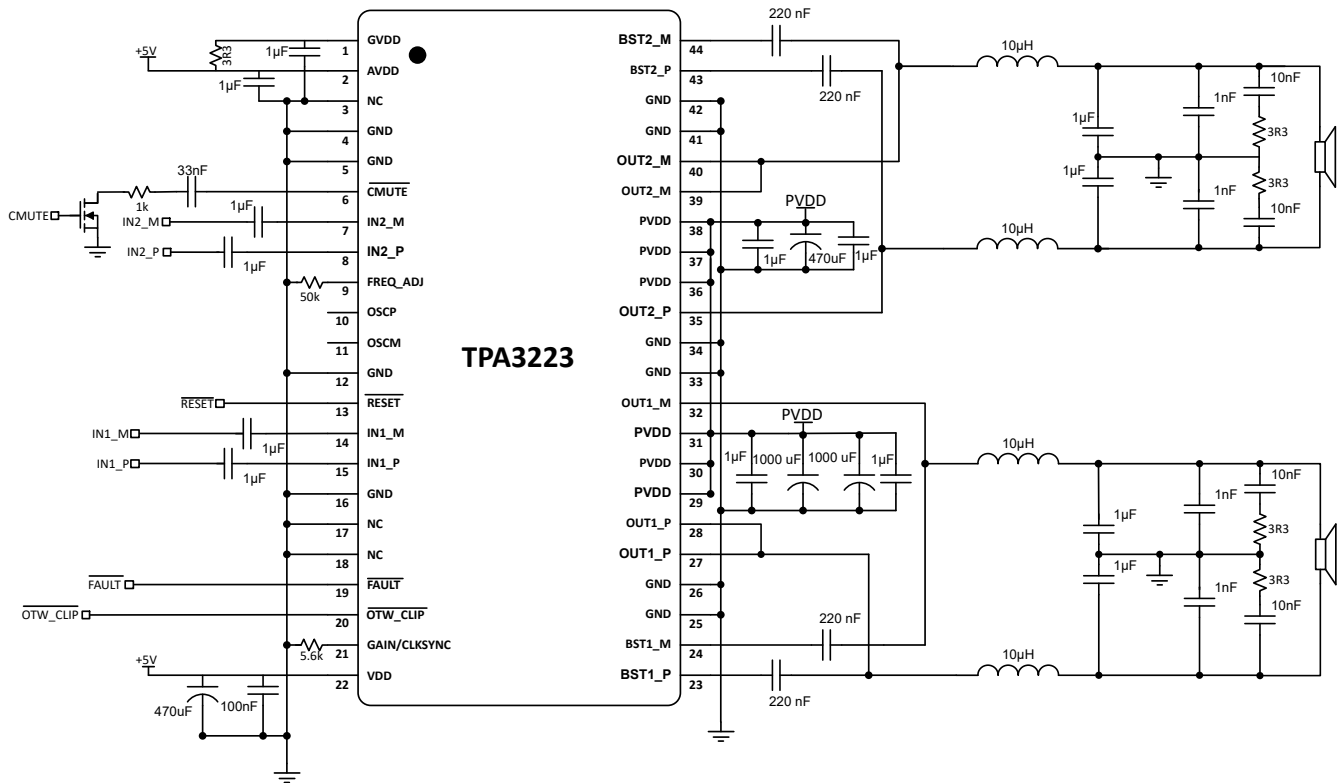 +5V
3R3
1µF
1µF
GVDD
1
AVDD
2
NC
3
GND
4
GND
5
33nF
CMUTE
6
CMUTE
1k
IN2_M
1µF
IN2_M
7
IN2_P
1µF
IN2_P
8
50k
FREQ_ADJ
9
OSCP
10
OSCM
11
GND
12
RESET
RESET
13
IN1_M
1µF
IN1_M
14
IN1_P
1µF
IN1_P
15
GND
16
NC
17
NC
18
FAULT
FAULT
19
OTW_CLIP
OTW_CLIP
20
5.6k
GAIN/CLKSYNC
21
+5V
VDD
22
470uF
100nF
TPA3223
BST2_M
44
220 nF
BST2_P
43
220 nF
GND
42
GND
41
OUT2_M
40
OUT2_M
39
PVDD
38
PVDD
37
PVDD
36
PVDD
1µF
470uF
1µF
OUT2_P
35
GND
34
GND
33
OUT1_M
32
PVDD
31
PVDD
30
PVDD
29
PVDD
1µF
1000 uF
1000 uF
1µF
OUT1_P
28
OUT1_P
27
GND
26
GND
25
BST1_M
24
220 nF
BST1_P
23
220 nF
10µH
10nF
1nF
1µF
3R3
1µF
3R3
1nF
10nF
10µH
10µH
10nF
1nF
1µF
3R3
1µF
3R3
1nF
10nF
10µH